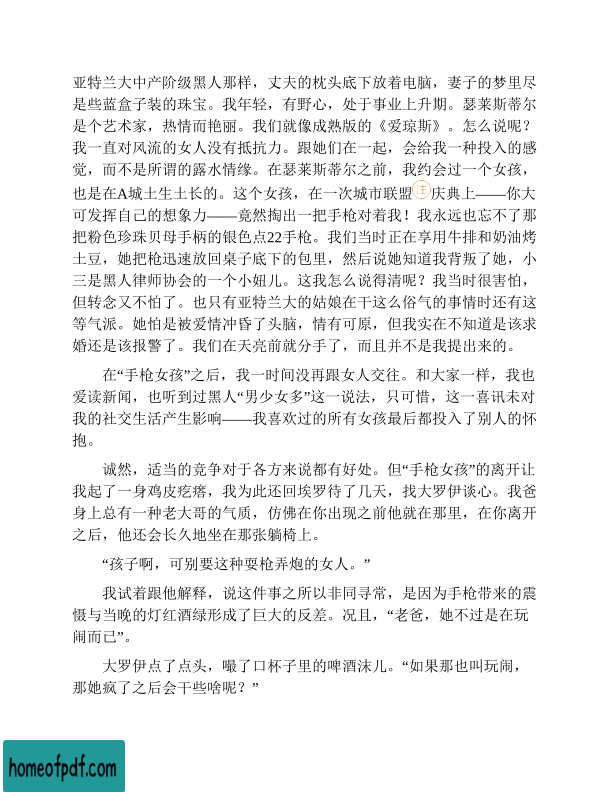 亚特兰大中产阶级黑人那样，丈夫的枕头底下放着电脑，妻子的梦里尽
是些蓝盒子装的珠宝。我年轻，有野心，处于事业上升期。瑟莱斯蒂尔
是个艺术家，热情而艳丽。我们就像成熟版的《爱琼斯》。怎么说呢？
我一直对风流的女人没有抵抗力。跟她们在一起，会给我一种投入的感
觉，而不是所谓的露水情缘。在瑟莱斯蒂尔之前，我约会过一个女孩，
也是在A城土生土长的。这个女孩，在一次城市联盟注庆典上——你大
可发挥自己的想象力——竟然掏出一把手枪对着我！我永远也忘不了那
把粉色珍珠贝母手柄的银色点22手枪。我们当时正在享用牛排和奶油烤
土豆，她把枪迅速放回桌子底下的包里，然后说她知道我背叛了她，小
三是黑人律师协会的一个小妞儿。这我怎么说得清呢？我当时很害怕，
但转念又不怕了。也只有亚特兰大的姑娘在干这么俗气的事情时还有这
等气派。她怕是被爱情冲昏了头脑，情有可原，但我实在不知道是该求
婚还是该报警了。我们在天亮前就分手了，而且并不是我提出来的。
在“手枪女孩”之后，我一时间没再跟女人交往。和大家一样，我也
爱读新闻，也听到过黑人“男少女多”这一说法，只可惜，这一喜讯未对
我的社交生活产生影响——我喜欢过的所有女孩最后都投入了别人的怀
抱。
诚然，适当的竞争对于各方来说都有好处。但“手枪女孩”的离开让
我起了一身鸡皮疙瘩，我为此还回埃罗待了几天，找大罗伊谈心。我爸
身上总有一种老大哥的气质，仿佛在你出现之前他就在那里，在你离开
之后，他还会长久地坐在那张躺椅上。
“孩子啊，可别要这种耍枪弄炮的女人。”
我试着跟他解释，说这件事之所以非同寻常，是因为手枪带来的震
慑与当晚的灯红酒绿形成了巨大的反差。况且，“老爸，她不过是在玩
闹而已”。
大罗伊点了点头，嘬了口杯子里的啤酒沫儿。“如果那也叫玩闹，
那她疯了之后会干些啥呢？”
homeofpdf.com